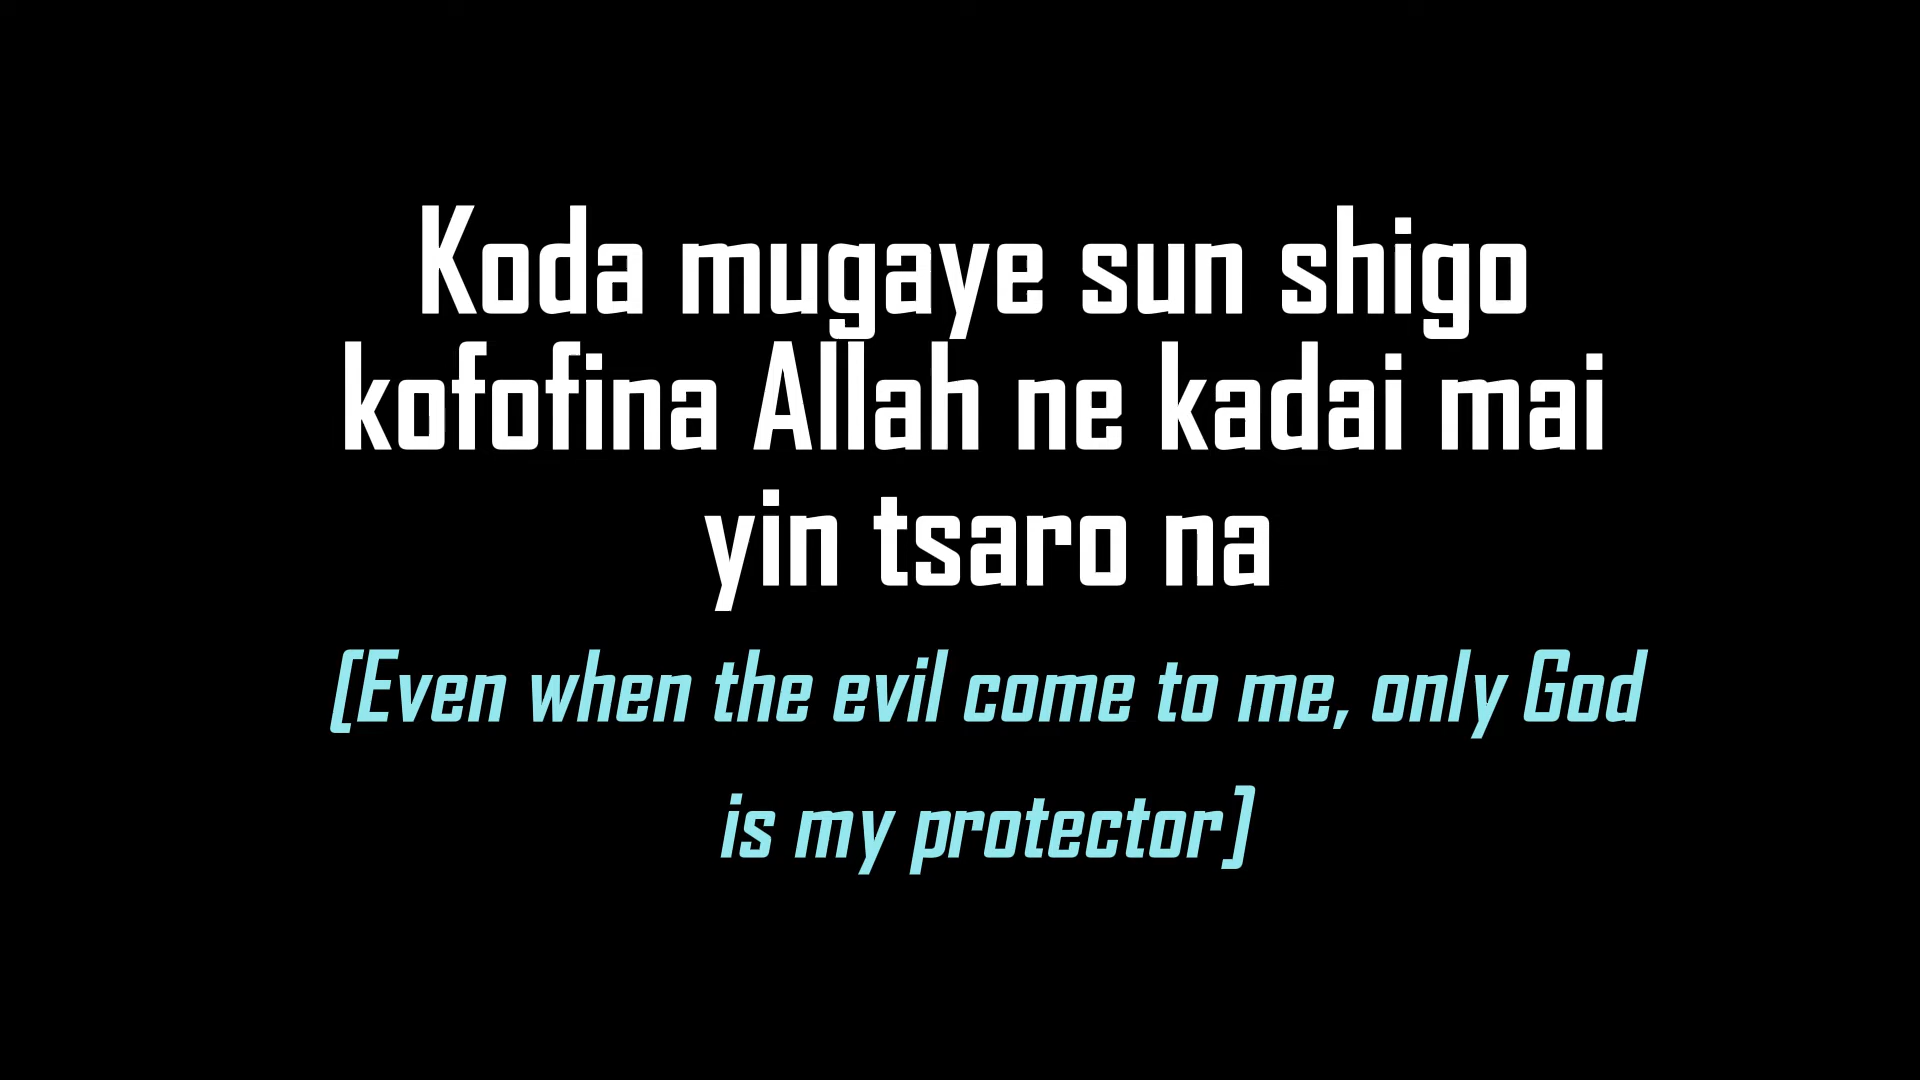 Koda mugaye sun shigo
kofofina Allah ne kadai mai
yin tsaro na
(Even when the evil come to me, only God
is my protector)